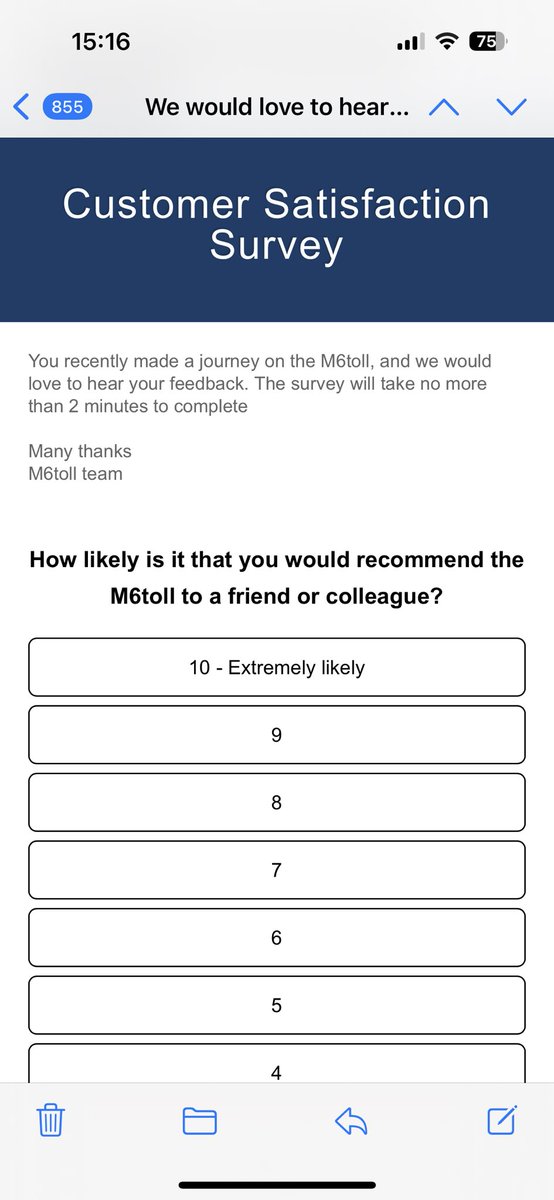 15:16
75
855
We would love to hear...
Customer Satisfaction
Survey
You recently made a journey on the M6toll, and we would
love to hear your feedback. The survey will take no more
than 2 minutes to complete
Many thanks
M6toll team
How likely is it that you would recommend the
M6toll to a friend or colleague?
10 - Extremely likely
9
8
7
6
5
4